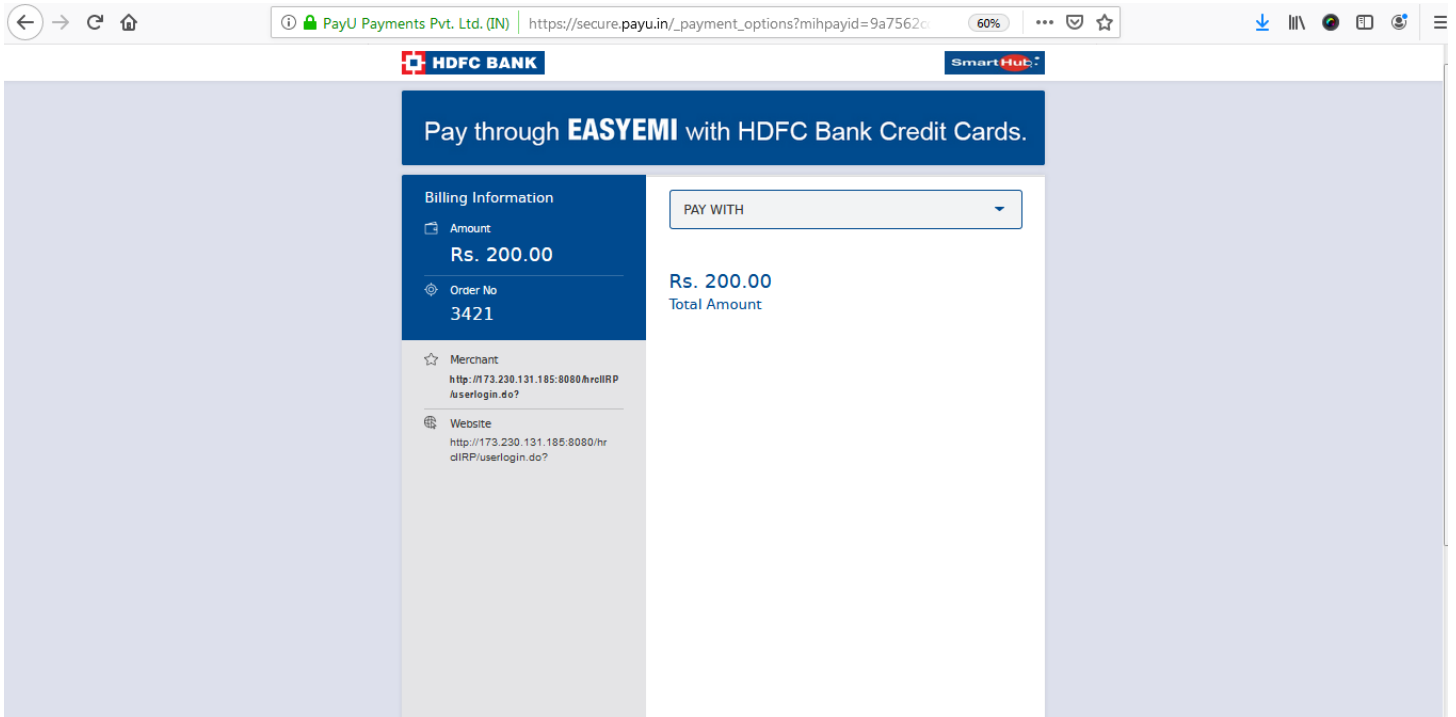 PayU Payments Pvt. Ltd. (IN) https://secure.payu.in/_payment_options?mihpayid=9a7562c 60%
HDFC BANK
SmartHub
Pay through EASYEMI with HDFC Bank Credit Cards.
Billing Information
Amount
Rs. 200.00
Order No
3421
Merchant
http://173.230.131.185:8080/hrclIRP
/userlogin.do?
Website
http://173.230.131.185:8080/hr
clIRP/userlogin.do?
PAY WITH
Rs. 200.00
Total Amount